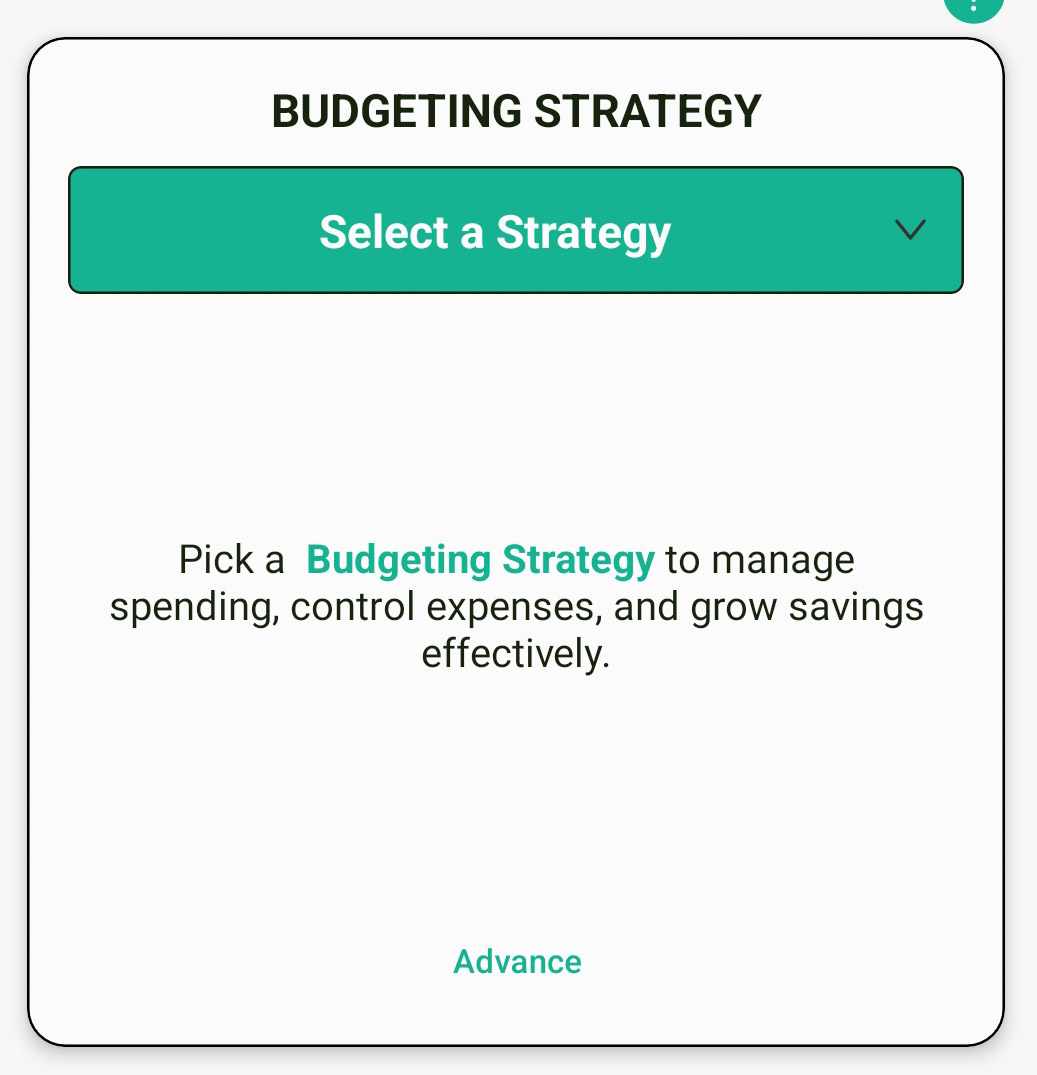 BUDGETING STRATEGY
Select a Strategy
Pick a Budgeting Strategy to manage
spending, control expenses, and grow savings
effectively.
Advance